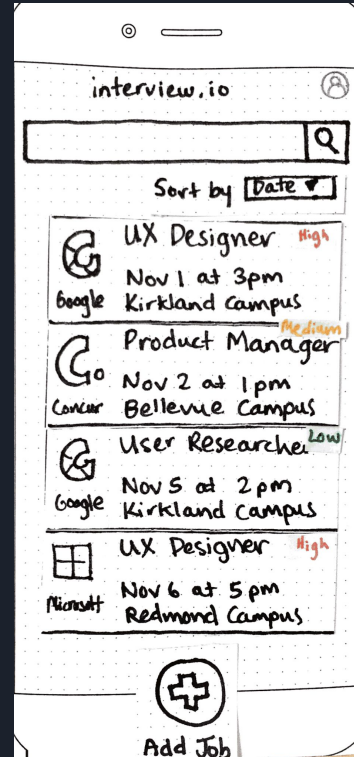 interview.io
Sort by Date
UX Designer High
Nov 1 at 3pm
Google Kirkland Campus
Medium
Product Manager
Nov 2 at 1pm
Concur Bellevue Campus
User Researcher Low
Nov 5 at 2pm
Google Kirkland Campus
UX Designer High
Nov 6 at 5pm
Microsoft Redmond Campus
Add Job